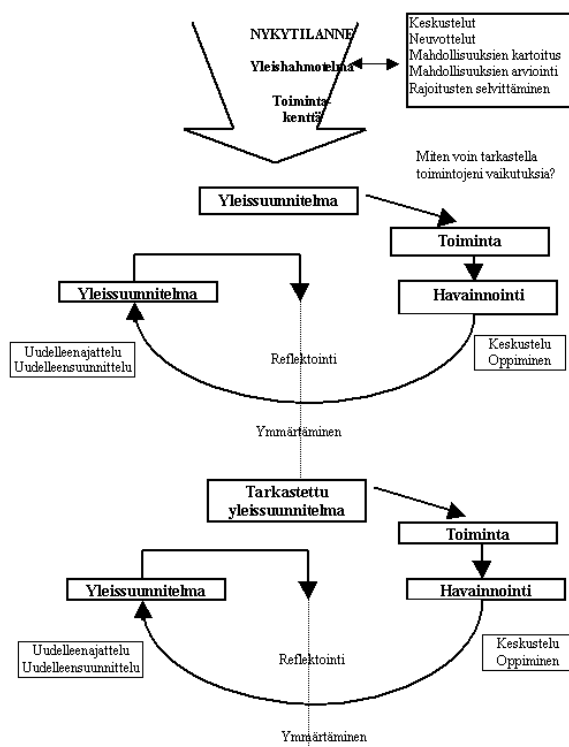 NYKYTILANNE
Yleishahmotelma
Toiminta-
kenttä
Keskustelut
Neuvottelut
Mahdollisuuksien kartoitus
Mahdollisuuksien arviointi
Rajoitusten selvittäminen
Miten voin tarkastella
toimintojeni vaikutuksia?
Yleissuunnitelma
Toiminta
Yleissuunnitelma
Havainnointi
Uudelleenajattelu
Uudelleensuunnittelu
Reflektointi
Keskustelu
Oppiminen
Ymmärtäminen
Tarkastettu
yleissuunnitelma
Toiminta
Yleissuunnitelma
Havainnointi
Uudelleenajattelu
Uudelleensuunnittelu
Reflektointi
Keskustelu
Oppiminen
Ymmärtäminen